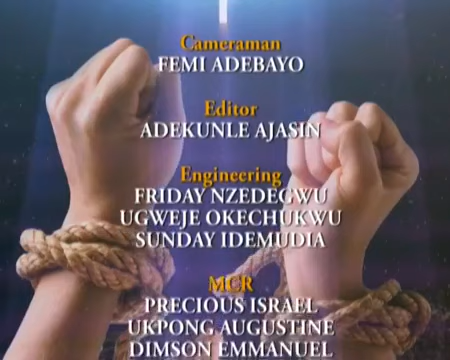 Cameraman
FEMI ADEBAYO
Editor
ADEKUNLE AJASIN
Engineering
FRIDAY NZEDEGWU
UGWEJE OKECHUKWU
SUNDAY IDEMUDIA
MCR
PRECIOUS ISRAEL
UKPONG AUGUSTINE
DIMSON EMMANUEL